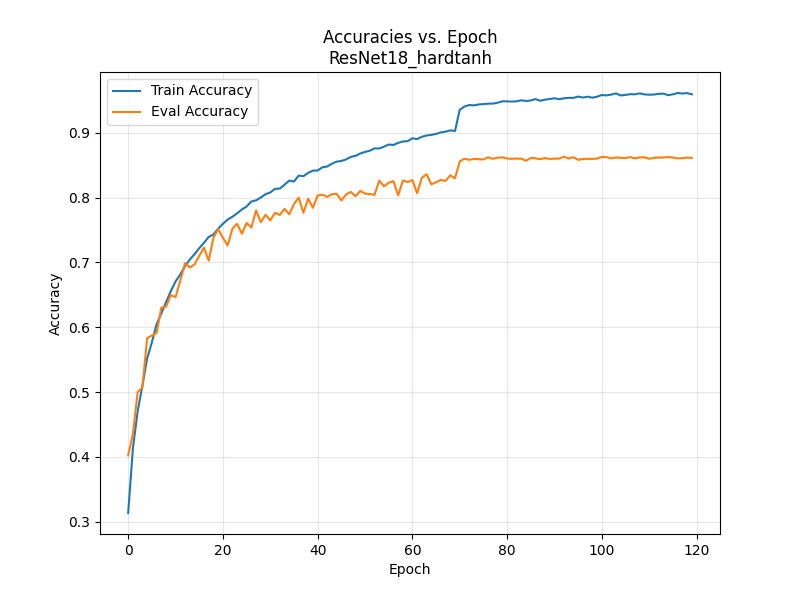 Accuracies vs. Epoch
ResNet18_hardtanh
Train Accuracy
Eval Accuracy
0.9
0.8
0.7
0.6
0.5
0.4
0.3
Accuracy
0 20 40 60 80 100 120
Epoch